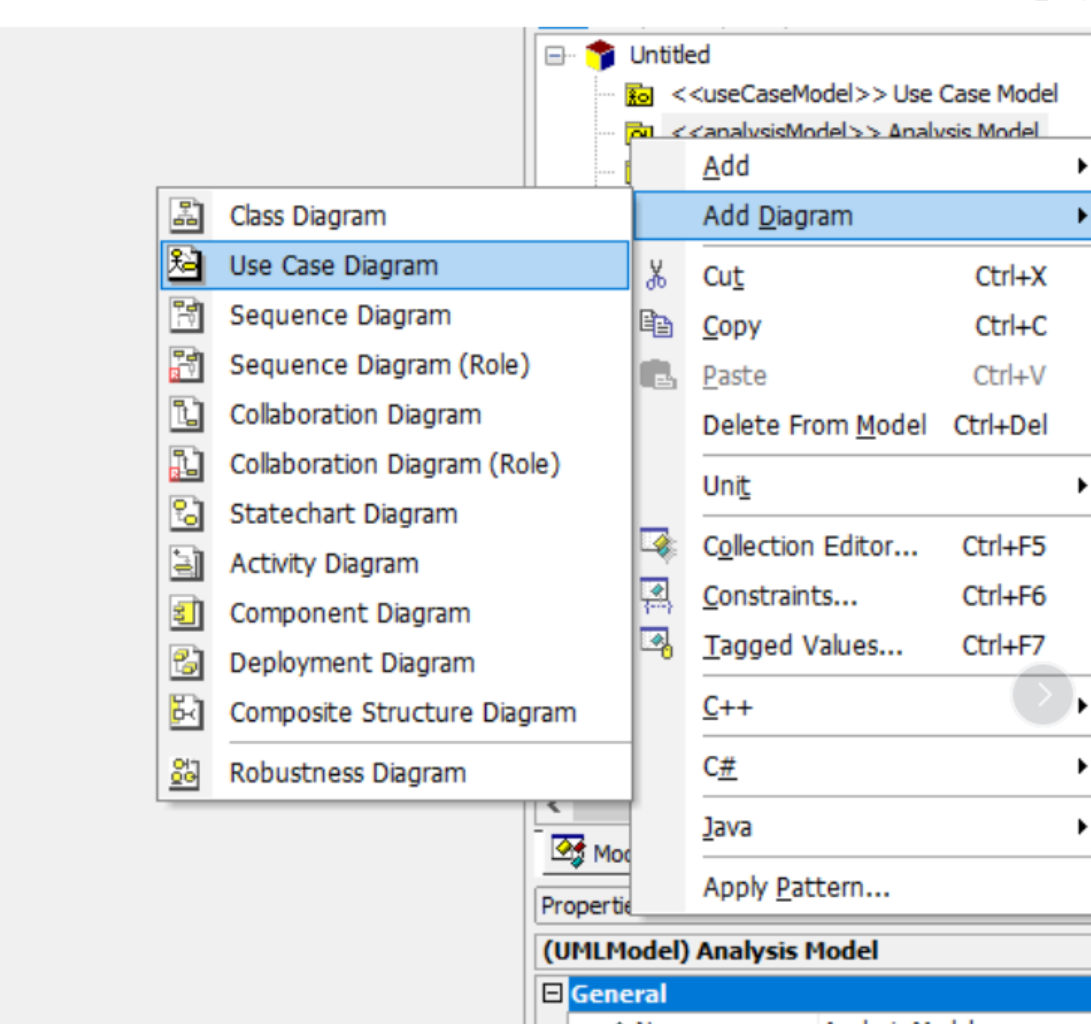 Untitled
<<useCaseModel>> Use Case Model
<<analysisModel>> Analysis Model
Add
Add Diagram
Cut Ctrl+X
Copy Ctrl+C
Paste Ctrl+V
Delete From Model Ctrl+Del
Unit
Collection Editor... Ctrl+F5
Constraints... Ctrl+F6
Tagged Values... Ctrl+F7
C++
C#
Java
Apply Pattern...
Class Diagram
Use Case Diagram
Sequence Diagram
Sequence Diagram (Role)
Collaboration Diagram
Collaboration Diagram (Role)
Statechart Diagram
Activity Diagram
Component Diagram
Deployment Diagram
Composite Structure Diagram
Robustness Diagram
(UMLModel) Analysis Model
General